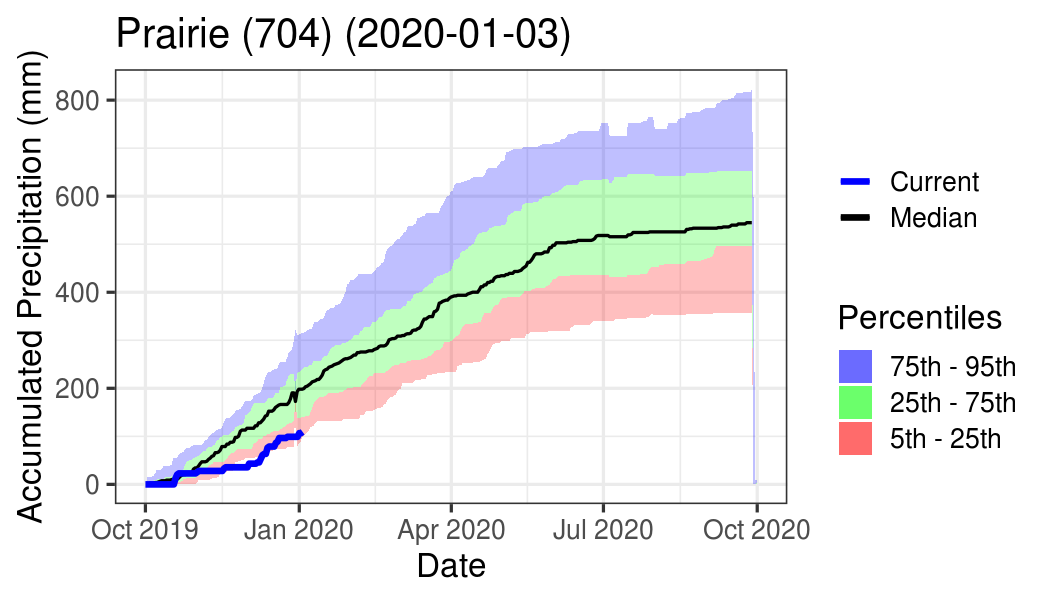 Prairie (704) (2020-01-03)
Accumulated Precipitation (mm)
800
600
400
200
0
Oct 2019
Jan 2020
Apr 2020
Jul 2020
Oct 2020
Date
Current
Median
Percentiles
75th - 95th
25th - 75th
5th - 25th